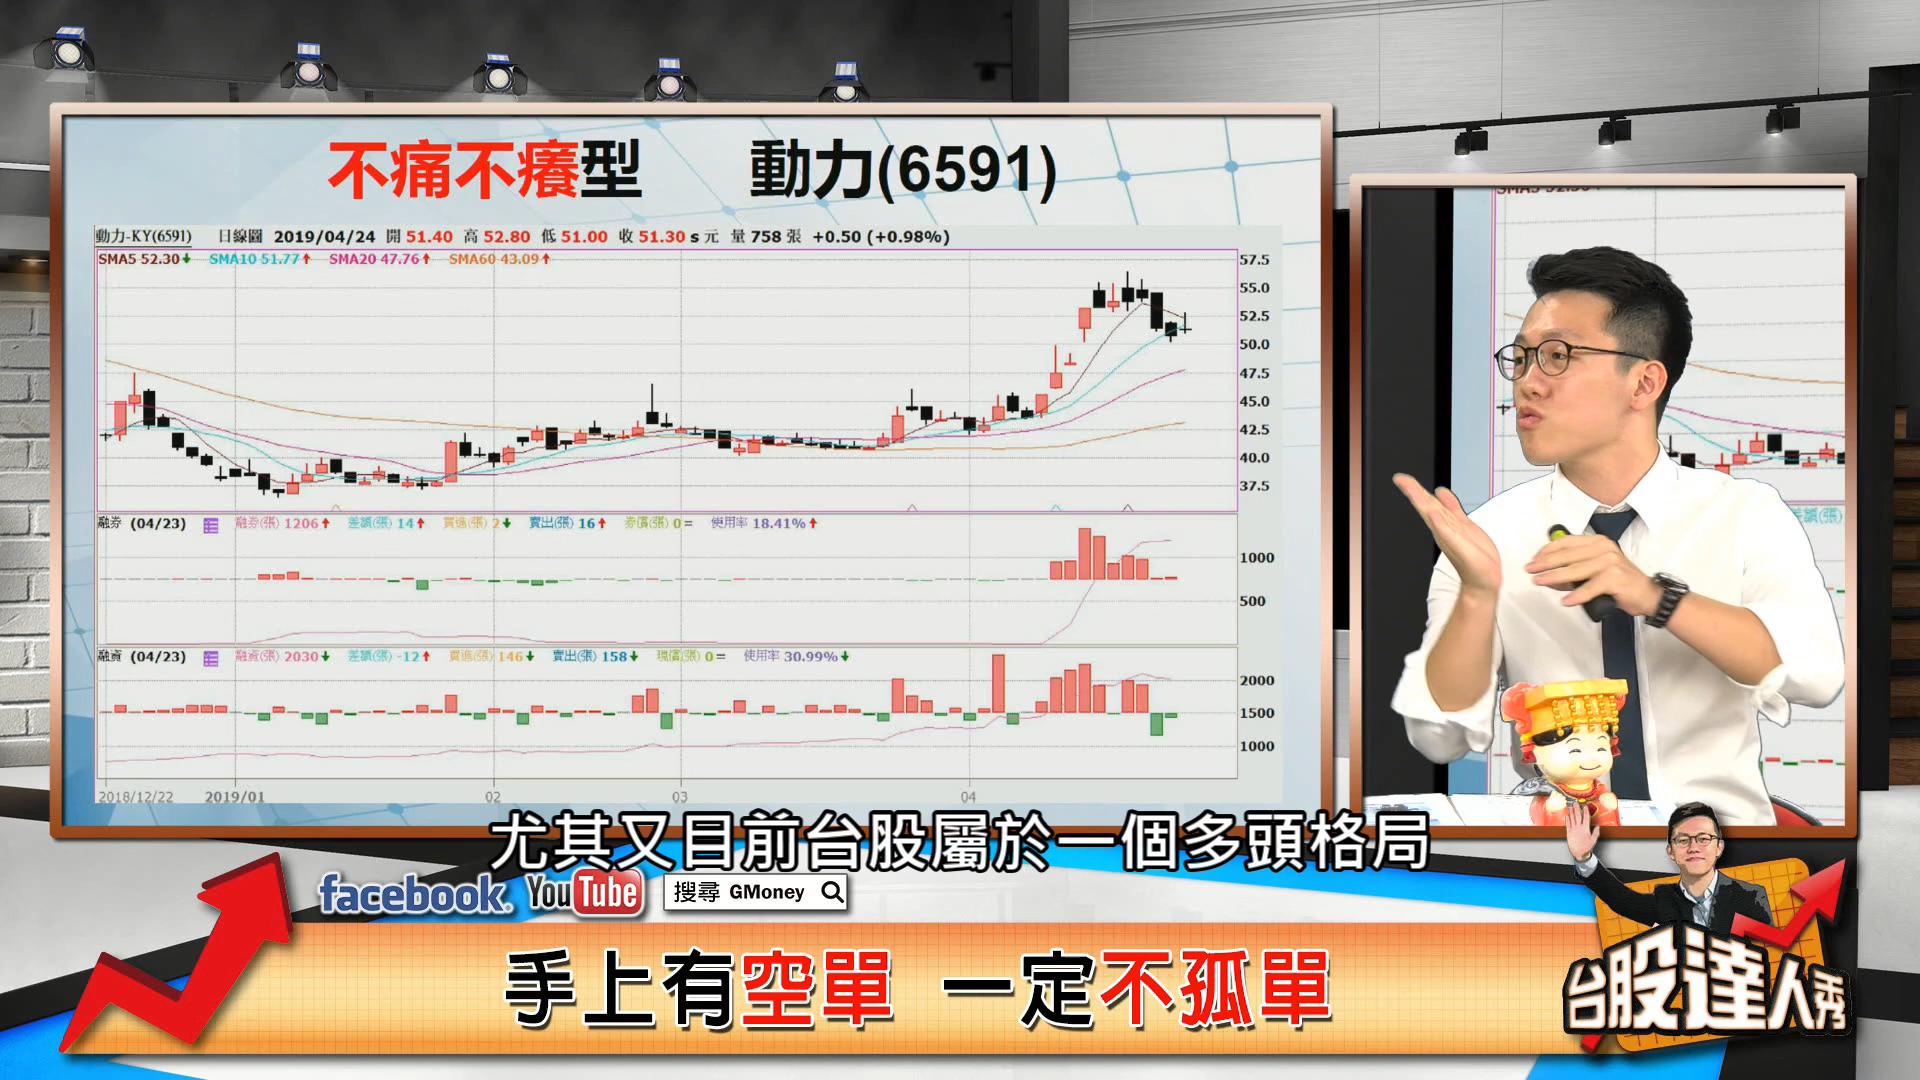 不痛不癢型 動力(6591)
動力-KY(6591) 日線圖 2019/04/24 開 51.40 高 52.80 低 51.00 收 51.30 s 元 量 758 張 +0.50 (+0.98%)
SMA5 52.30↓ SMA10 51.77↑ SMA20 47.76↑ SMA60 43.09↑
57.5
55.0
52.5
50.0
47.5
45.0
42.5
40.0
37.5
融券 (04/23) 融券(張) 1206↑ 差額(張) 14↑ 買進(張) 2↓ 賣出(張) 16↑ 券償(張) 0= 使用率 18.41%↑
1000
500
融資 (04/23) 融資(張) 2030↓ 差額(張) -12↑ 買進(張) 146↓ 賣出(張) 158↓ 現償(張) 0= 使用率 30.99%↓
2000
1500
1000
2018/12/22 2019/01 02 03 04
差額(張)
尤其又目前台股屬於一個多頭格局
facebook. YouTube 搜尋 GMoney
手上有空單 一定不孤單
台股達人秀